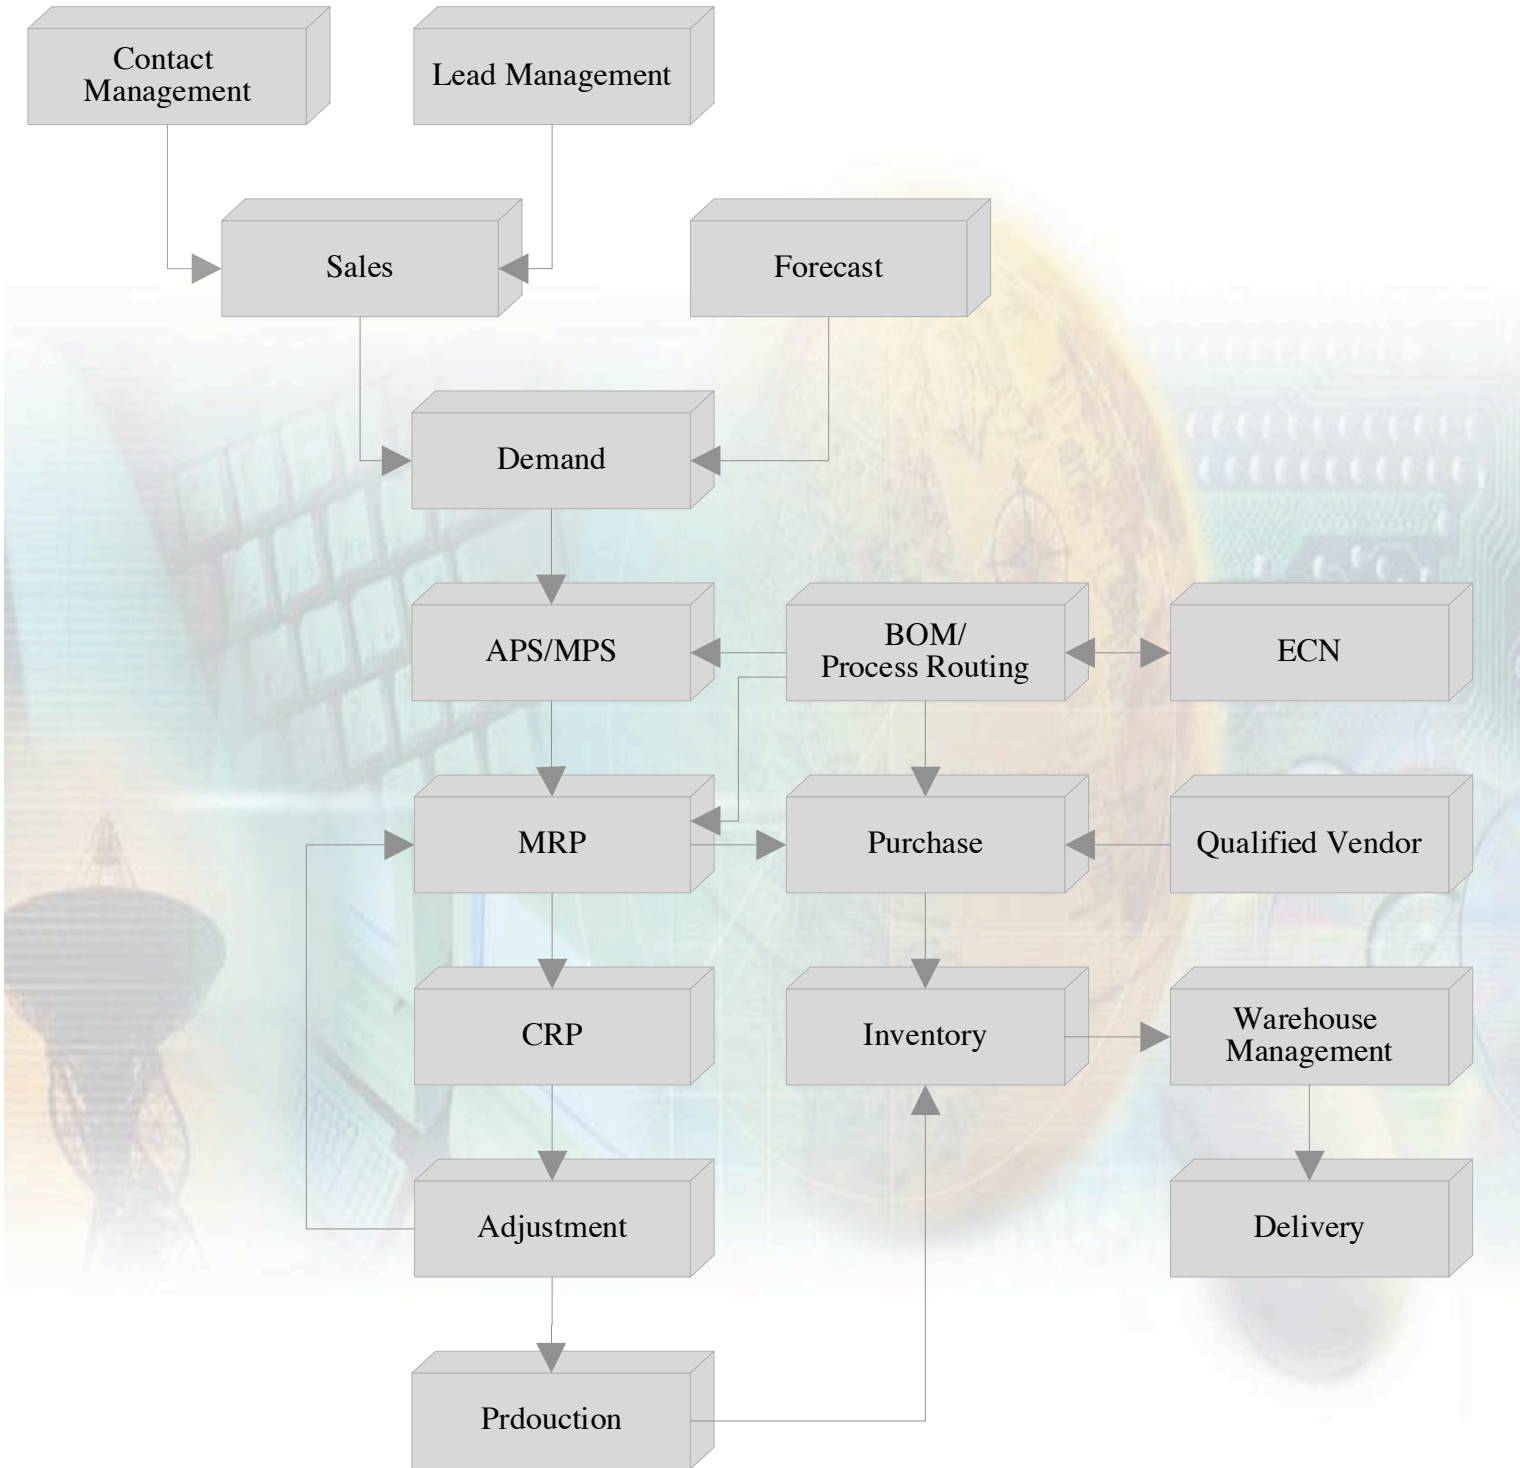 Contact
Management
Lead Management
Sales
Forecast
Demand
APS/MPS
BOM/
Process Routing
ECN
MRP
Purchase
Qualified Vendor
CRP
Inventory
Warehouse
Management
Adjustment
Delivery
Prdouction